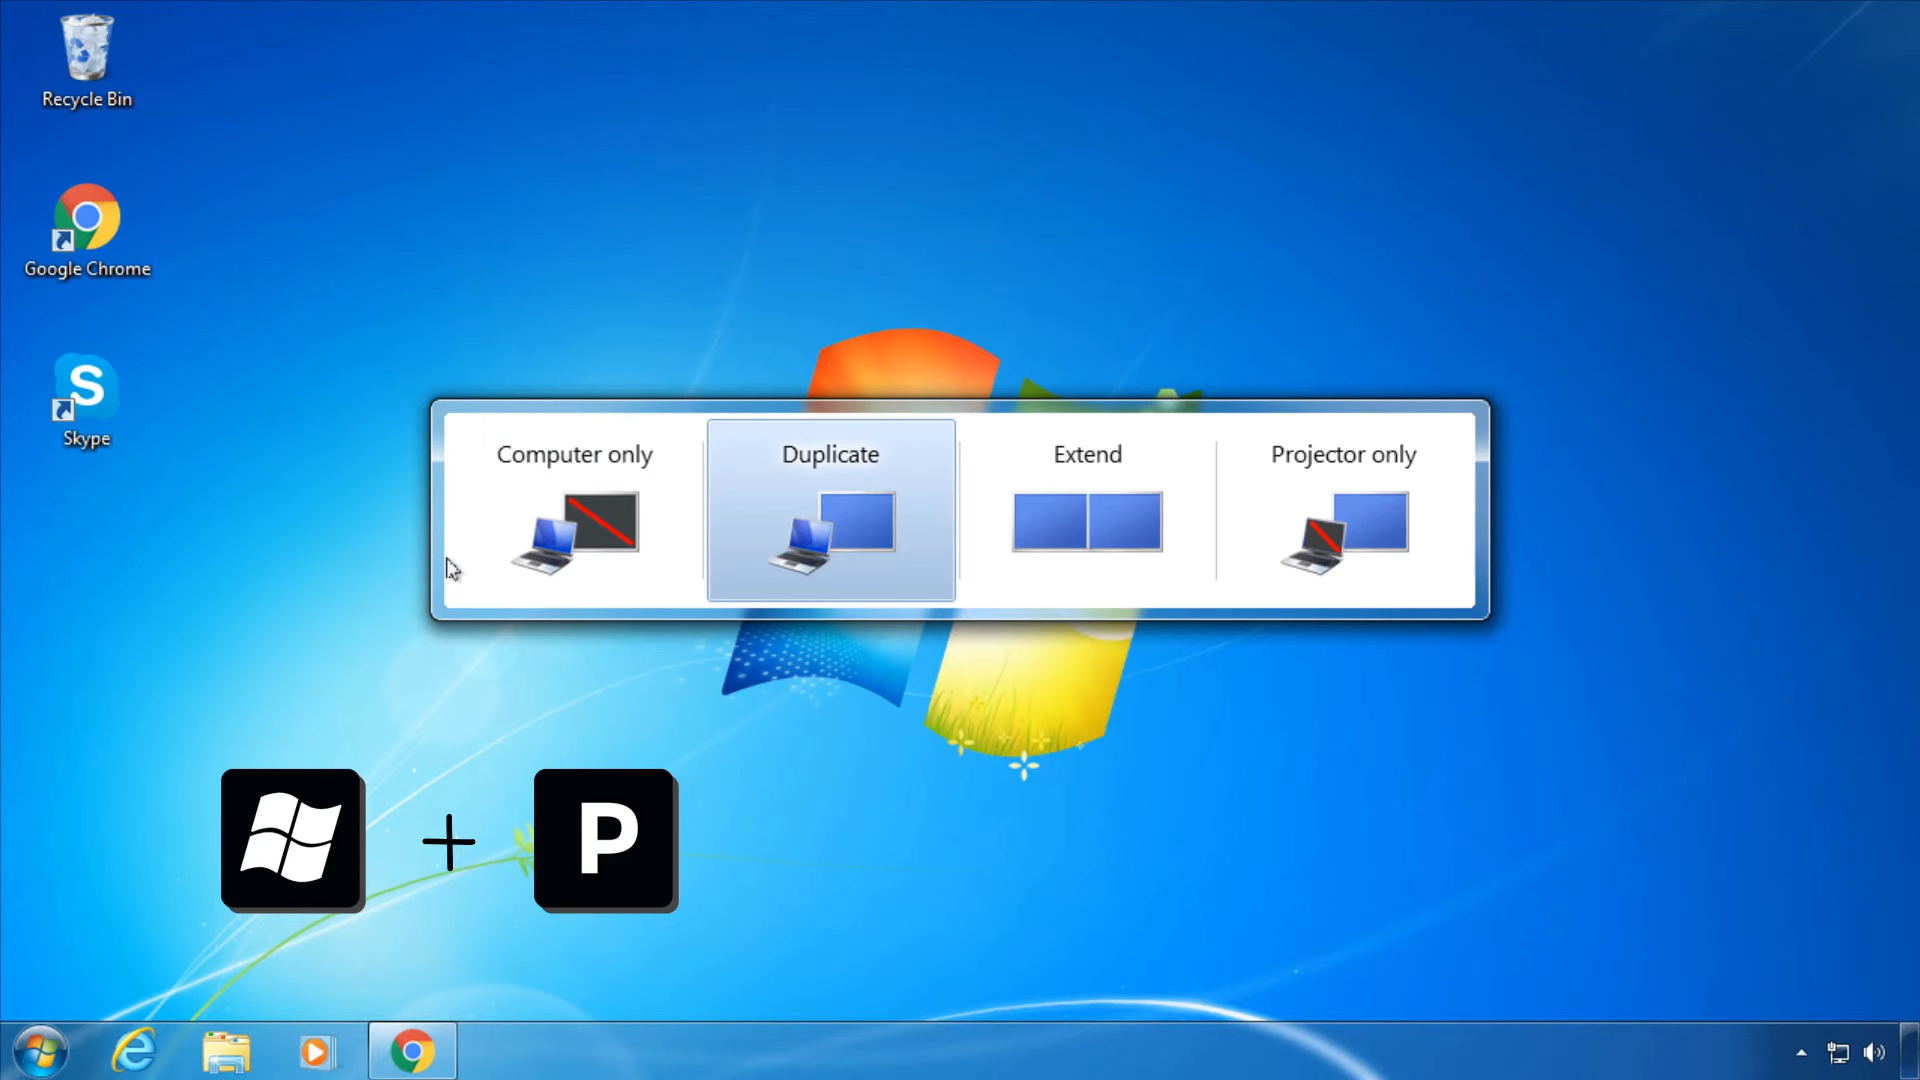 Recycle Bin
Google Chrome
Skype
Computer only
Duplicate
Extend
Projector only
+
P